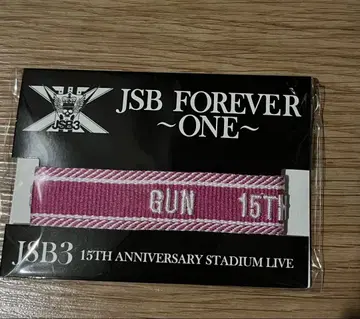 JSB3
JSB FOREVER
~ONE~
GUN 15TH
JSB3 15TH ANNIVERSARY STADIUM LIVE